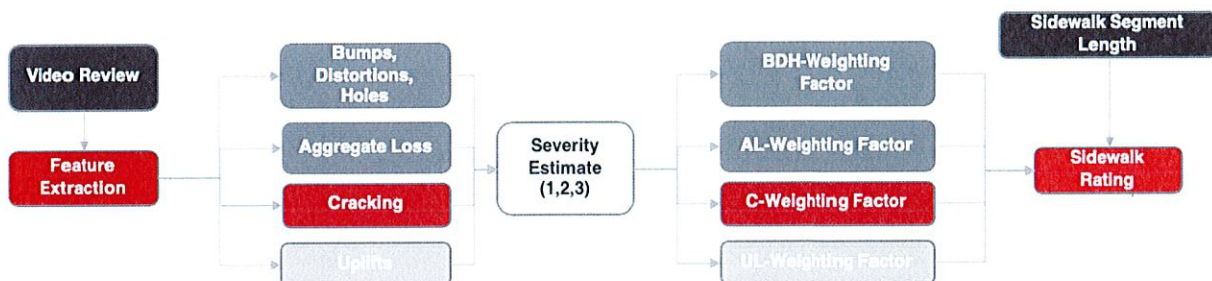 Video Review
Feature
Extraction
Bumps,
Distortions,
Holes
Aggregate Loss
Cracking
Uplifts
Severity
Estimate
(1,2,3)
BDH-Weighting
Factor
AL-Weighting Factor
C-Weighting Factor
UL-Weighting Factor
Sidewalk Segment
Length
Sidewalk
Rating